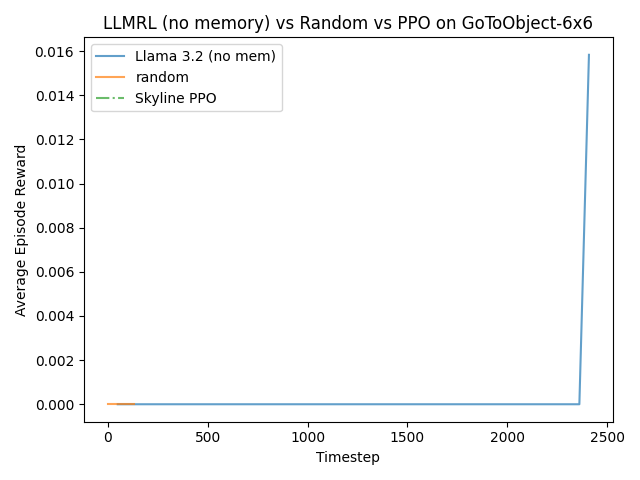 LLMRL (no memory) vs Random vs PPO on GoToObject-6x6
Llama 3.2 (no mem)
random
Skyline PPO
Average Episode Reward
0.016
0.014
0.012
0.010
0.008
0.006
0.004
0.002
0.000
0
500
1000
1500
2000
2500
Timestep